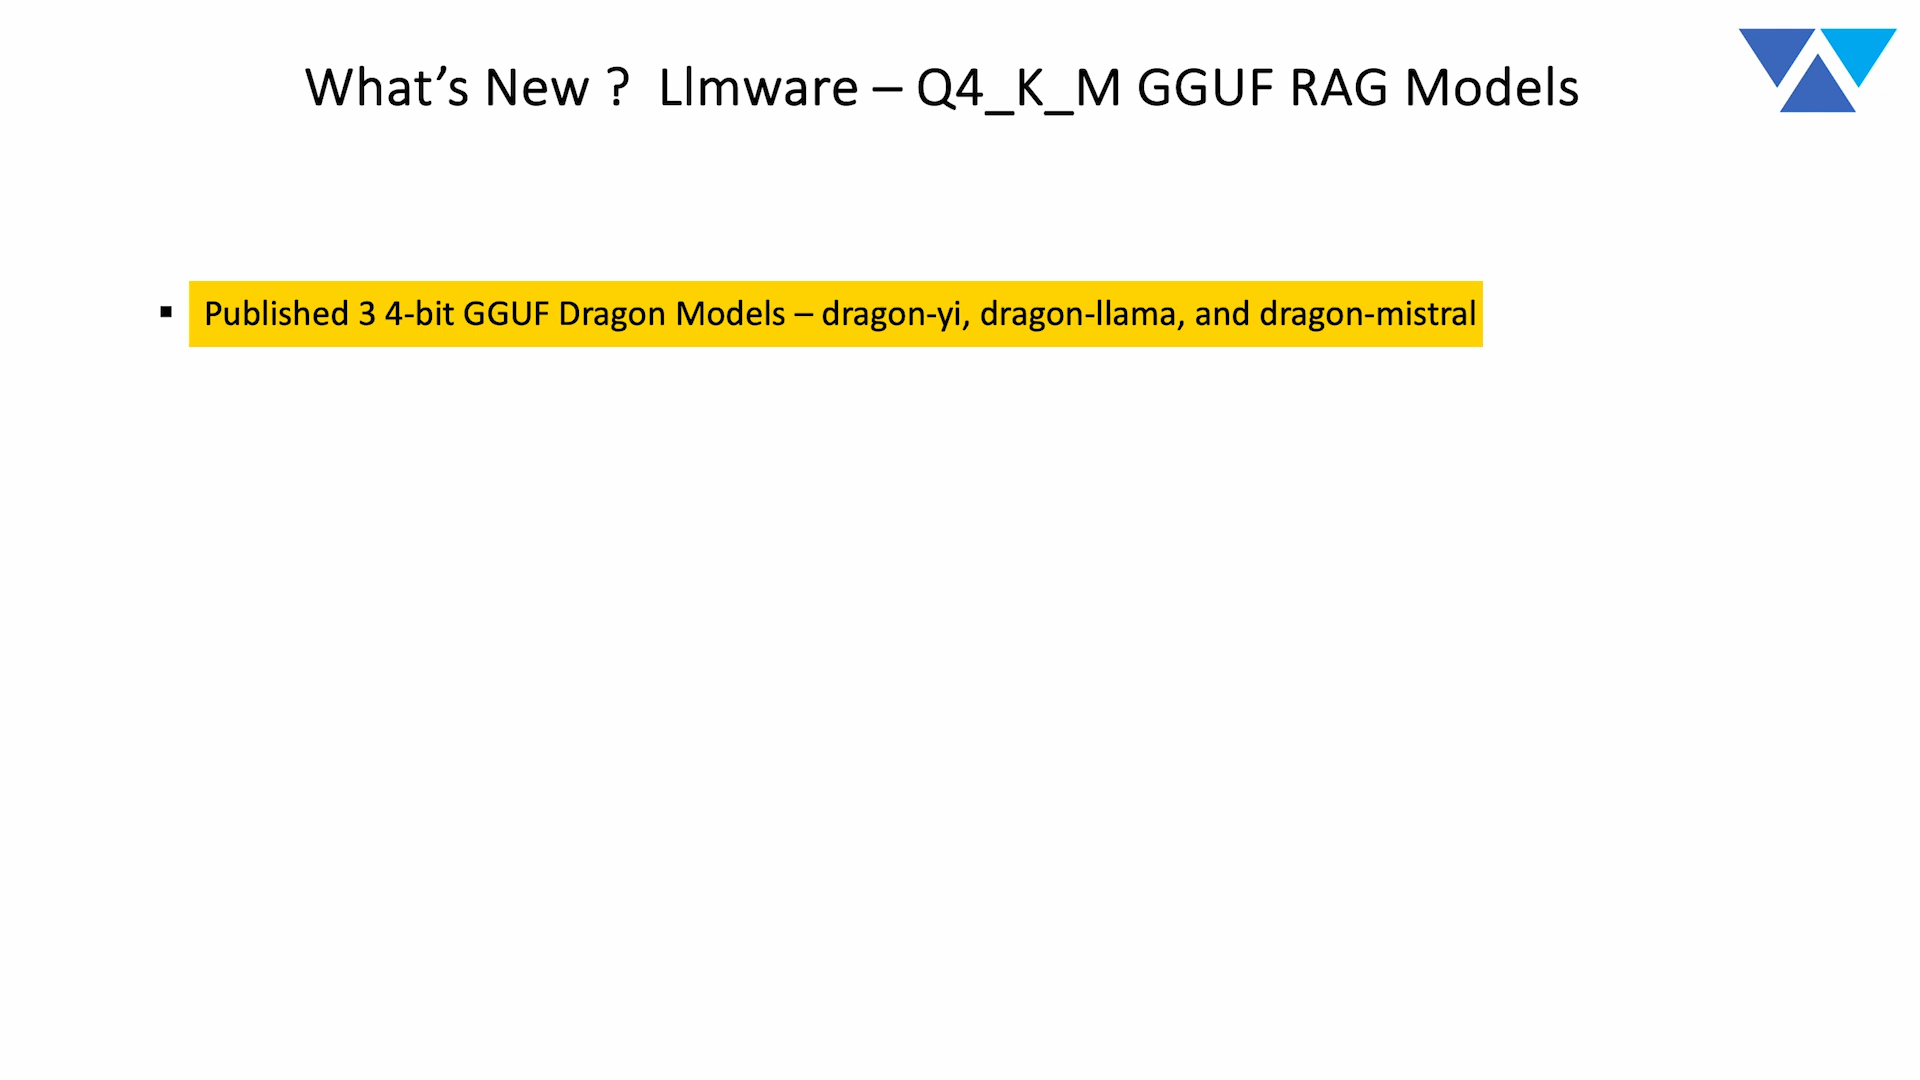 What’s New ?  Llmware – Q4_K_M GGUF RAG Models
▪ Published 3 4-bit GGUF Dragon Models – dragon-yi, dragon-llama, and dragon-mistral